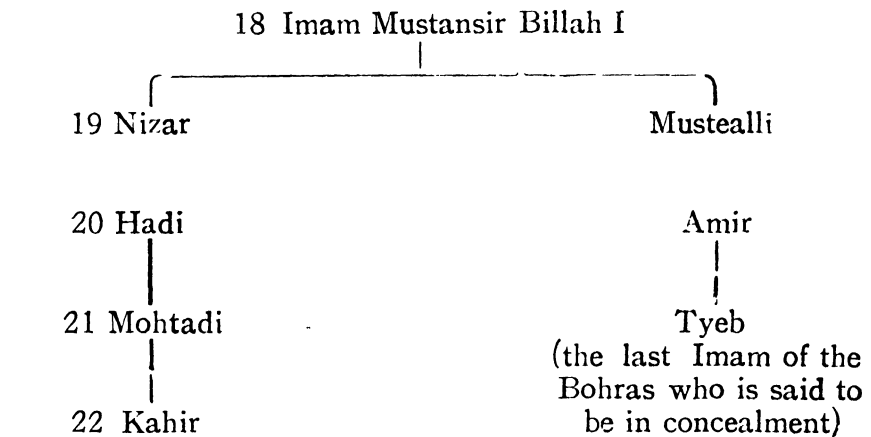 18 Imam Mustansir Billah I
19 Nizar Mustealli
20 Hadi Amir
21 Mohtadi Tyeb
(the last Imam of the
Bohras who is said to
22 Kahir be in concealment)